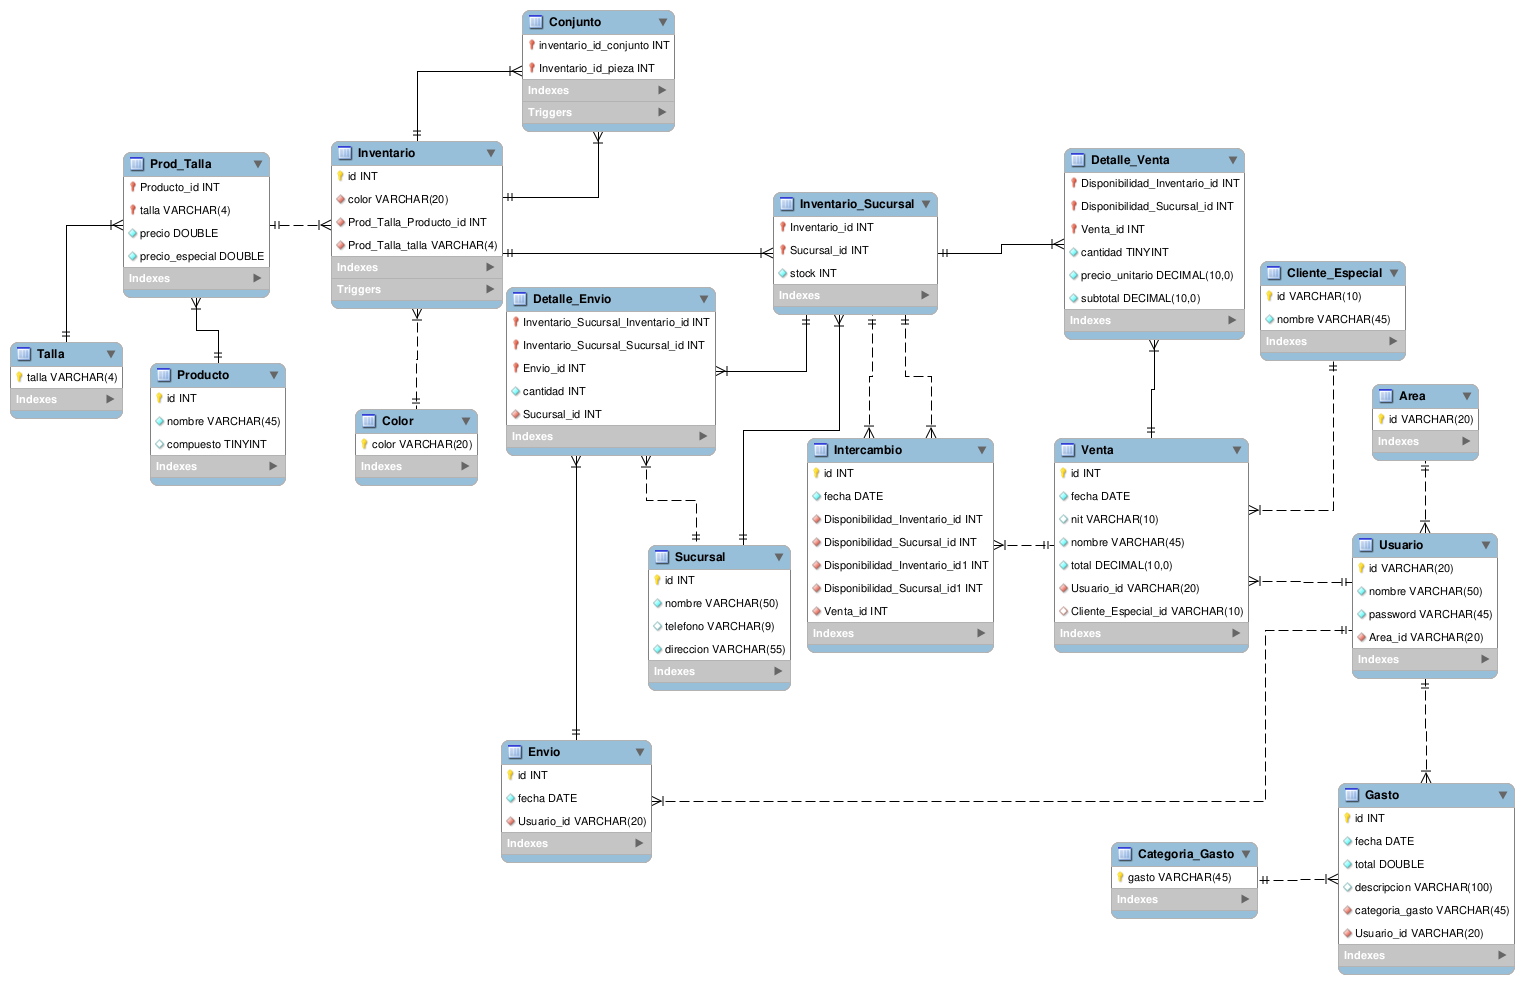 Conjunto
inventario_id_conjunto INT
Inventario_id_pieza INT
Indexes
Triggers
Prod_Talla
Producto_id INT
talla VARCHAR(4)
precio DOUBLE
precio_especial DOUBLE
Indexes
Inventario
id INT
color VARCHAR(20)
Prod_Talla_Producto_id INT
Prod_Talla_talla VARCHAR(4)
Indexes
Triggers
Inventario_Sucursal
Inventario_id INT
Sucursal_id INT
stock INT
Indexes
Detalle_Venta
Disponibilidad_Inventario_id INT
Disponibilidad_Sucursal_id INT
Venta_id INT
cantidad TINYINT
precio_unitario DECIMAL(10,0)
subtotal DECIMAL(10,0)
Indexes
Cliente_Especial
id VARCHAR(10)
nombre VARCHAR(45)
Indexes
Detalle_Envio
Inventario_Sucursal_Inventario_id INT
Inventario_Sucursal_Sucursal_id INT
Envio_id INT
cantidad INT
Sucursal_id INT
Indexes
Talla
talla VARCHAR(4)
Indexes
Producto
id INT
nombre VARCHAR(45)
compuesto TINYINT
Indexes
Color
color VARCHAR(20)
Indexes
Area
id VARCHAR(20)
Indexes
Intercambio
id INT
fecha DATE
Disponibilidad_Inventario_id INT
Disponibilidad_Sucursal_id INT
Disponibilidad_Inventario_id1 INT
Disponibilidad_Sucursal_id1 INT
Venta_id INT
Indexes
Venta
id INT
fecha DATE
nit VARCHAR(10)
nombre VARCHAR(45)
total DECIMAL(10,0)
Usuario_id VARCHAR(20)
Cliente_Especial_id VARCHAR(10)
Indexes
Usuario
id VARCHAR(20)
nombre VARCHAR(50)
password VARCHAR(45)
Area_id VARCHAR(20)
Indexes
Sucursal
id INT
nombre VARCHAR(50)
telefono VARCHAR(9)
direccion VARCHAR(55)
Indexes
Envio
id INT
fecha DATE
Usuario_id VARCHAR(20)
Indexes
Categoria_Gasto
gasto VARCHAR(45)
Indexes
Gasto
id INT
fecha DATE
total DOUBLE
descripcion VARCHAR(100)
categoria_gasto VARCHAR(45)
Usuario_id VARCHAR(20)
Indexes